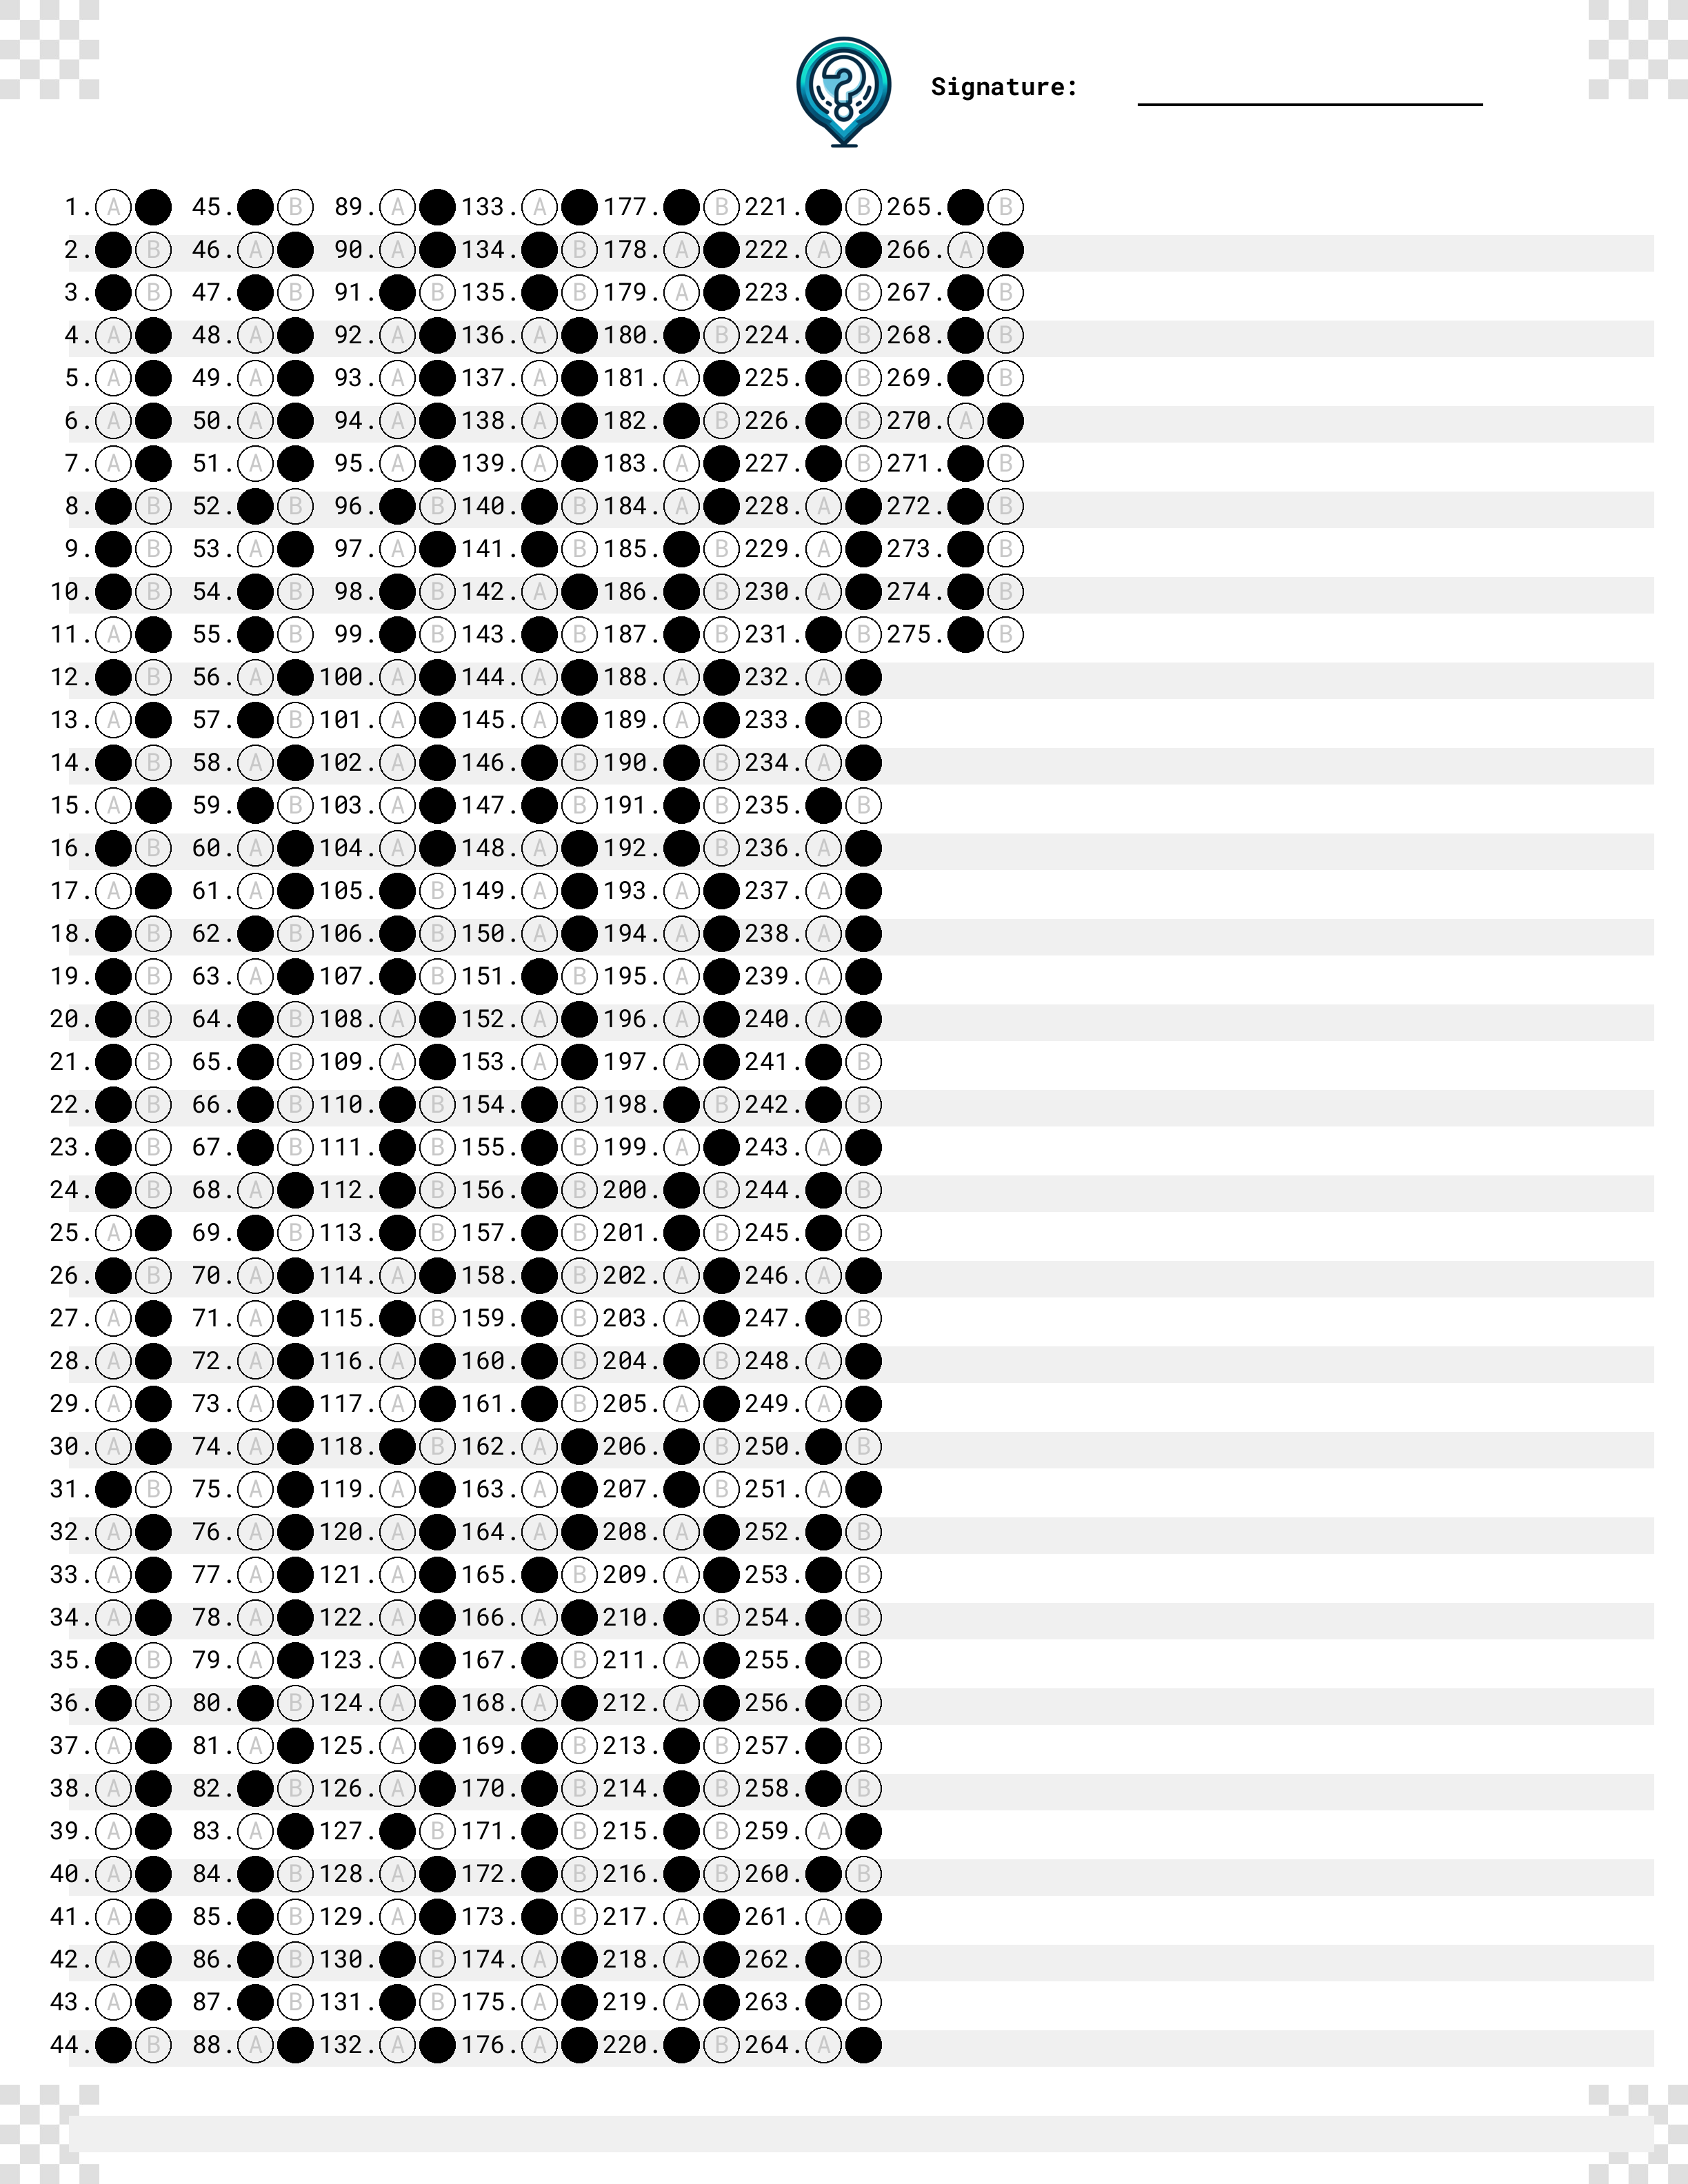 Signature:
1. A 45. B 89. A 133. A 177. B 221. B 265. B
2. B 46. A 90. A 134. B 178. A 222. A 266. A
3. B 47. B 91. B 135. B 179. A 223. B 267. B
4. A 48. A 92. A 136. A 180. B 224. B 268. B
5. A 49. A 93. A 137. A 181. A 225. B 269. B
6. A 50. A 94. A 138. A 182. B 226. B 270. A
7. A 51. A 95. A 139. A 183. A 227. B 271. B
8. B 52. B 96. B 140. B 184. A 228. A 272. B
9. B 53. A 97. A 141. B 185. B 229. A 273. B
10. B 54. B 98. B 142. A 186. B 230. A 274. B
11. A 55. B 99. B 143. B 187. B 231. B 275. B
12. B 56. A 100. A 144. A 188. A 232. A
13. A 57. B 101. A 145. A 189. A 233. B
14. B 58. A 102. A 146. B 190. B 234. A
15. A 59. B 103. A 147. B 191. B 235. B
16. B 60. A 104. A 148. A 192. B 236. A
17. A 61. A 105. B 149. A 193. A 237. A
18. B 62. B 106. B 150. A 194. A 238. A
19. B 63. A 107. B 151. B 195. A 239. A
20. B 64. B 108. A 152. A 196. A 240. A
21. B 65. B 109. A 153. A 197. A 241. B
22. B 66. B 110. B 154. B 198. B 242. B
23. B 67. B 111. B 155. B 199. A 243. A
24. B 68. A 112. B 156. B 200. B 244. B
25. A 69. B 113. B 157. B 201. B 245. B
26. B 70. A 114. A 158. B 202. A 246. A
27. A 71. A 115. B 159. B 203. A 247. B
28. A 72. A 116. A 160. B 204. B 248. A
29. A 73. A 117. A 161. B 205. A 249. A
30. A 74. A 118. B 162. A 206. B 250. B
31. B 75. A 119. A 163. A 207. B 251. A
32. A 76. A 120. A 164. A 208. A 252. B
33. A 77. A 121. A 165. B 209. A 253. B
34. A 78. A 122. A 166. A 210. B 254. B
35. B 79. A 123. A 167. B 211. A 255. B
36. B 80. B 124. A 168. A 212. A 256. B
37. A 81. A 125. A 169. B 213. B 257. B
38. A 82. B 126. A 170. B 214. B 258. B
39. A 83. A 127. B 171. B 215. B 259. A
40. A 84. B 128. A 172. B 216. B 260. B
41. A 85. B 129. A 173. B 217. A 261. A
42. A 86. B 130. B 174. A 218. A 262. B
43. A 87. B 131. B 175. A 219. A 263. B
44. B 88. A 132. A 176. A 220. B 264. A